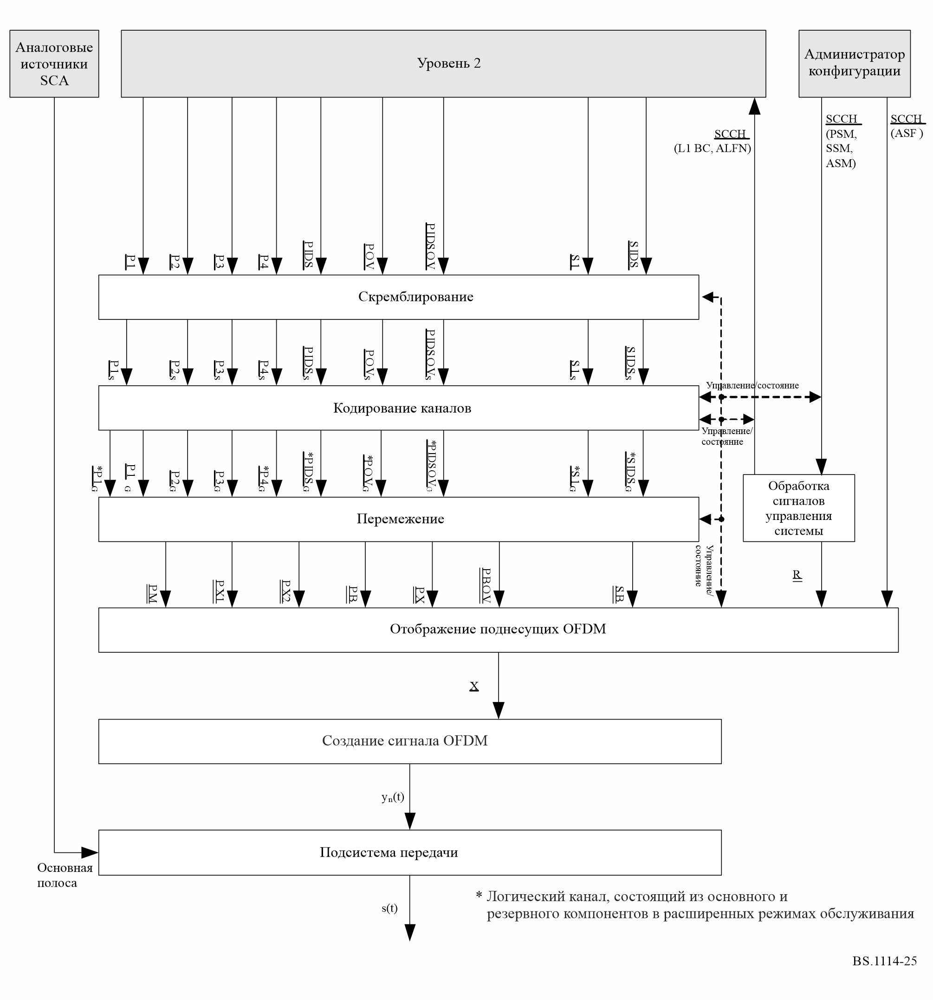 Аналоговые
источники
SCA
Уровень 2
Администратор
конфигурации
SCCH
(L1 BC, ALFN)
SCCH
(PSM,
SSM,
ASM)
SCCH
(ASF )
P1
P2
P3
P4
PIDS
POV
PIDSOV
S1
SIDS
Скремблирование
P1S
P2S
P3S
P4S
PIDSS
POVS
PIDSOVS
S1S
SIDSS
Управление/состояние
Кодирование каналов
Управление/
состояние
*P1G
P1 G
P2G
P3G
*P4G
*PIDSG
*POVG
*PIDSOVG
*S1G
*SIDSG
Перемежение
Обработка
сигналов
управления
системы
Управление/
состояние
PM
PX1
PX2
PB
PX
PBOV
SB
R
Отображение поднесущих OFDM
X
Создание сигнала OFDM
yn(t)
Подсистема передачи
Основная
полоса
s(t)
* Логический канал, состоящий из основного и
резервного компонентов в расширенных режимах обслуживания
BS.1114-25